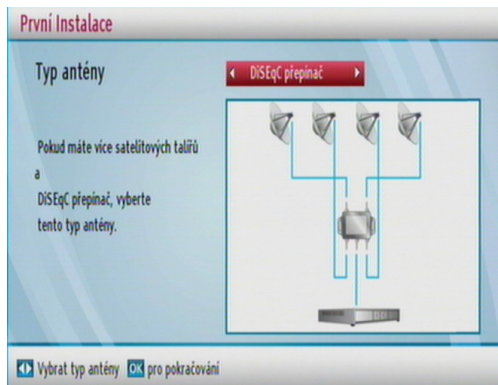 První Instalace
Typ antény
DiSEqC přepínač
Pokud máte více satelitových talířů
a
DiSEqC přepínač, vyberte
tento typ antény.
Vybrat typ antény OK pro pokračování